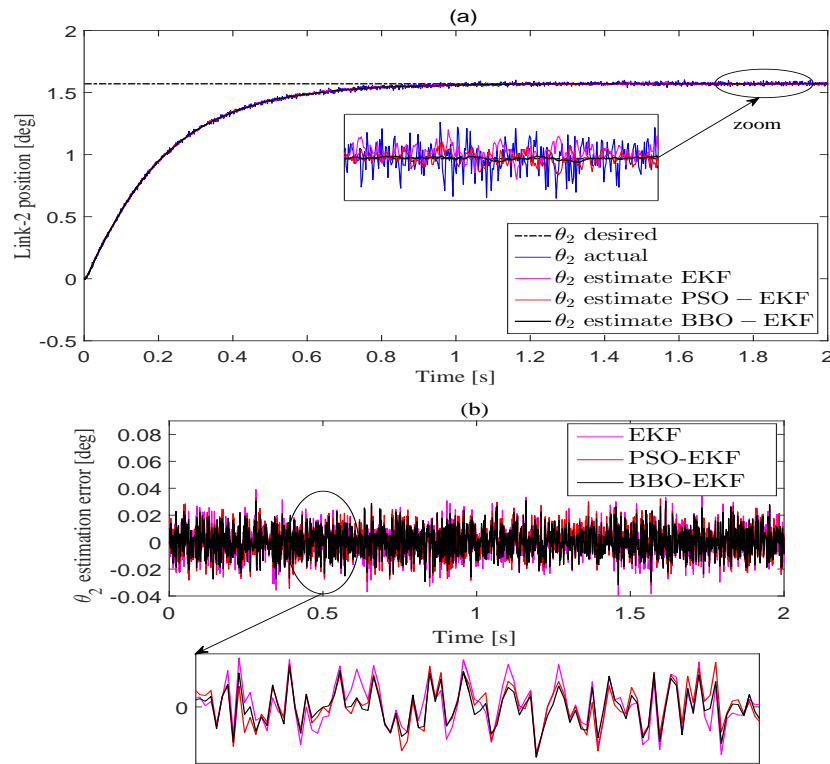 (a)
2
1.5
1
0.5
0
-0.5
Link-2 position [deg]
zoom
θ₂ desired
θ₂ actual
θ₂ estimate EKF
θ₂ estimate PSO − EKF
θ₂ estimate BBO − EKF
0 0.2 0.4 0.6 0.8 1 1.2 1.4 1.6 1.8 2
Time [s]
(b)
0.08
0.06
0.04
0.02
0
-0.02
-0.04
θ₂ estimation error [deg]
EKF
PSO-EKF
BBO-EKF
0 0.5 1 1.5 2
Time [s]
0